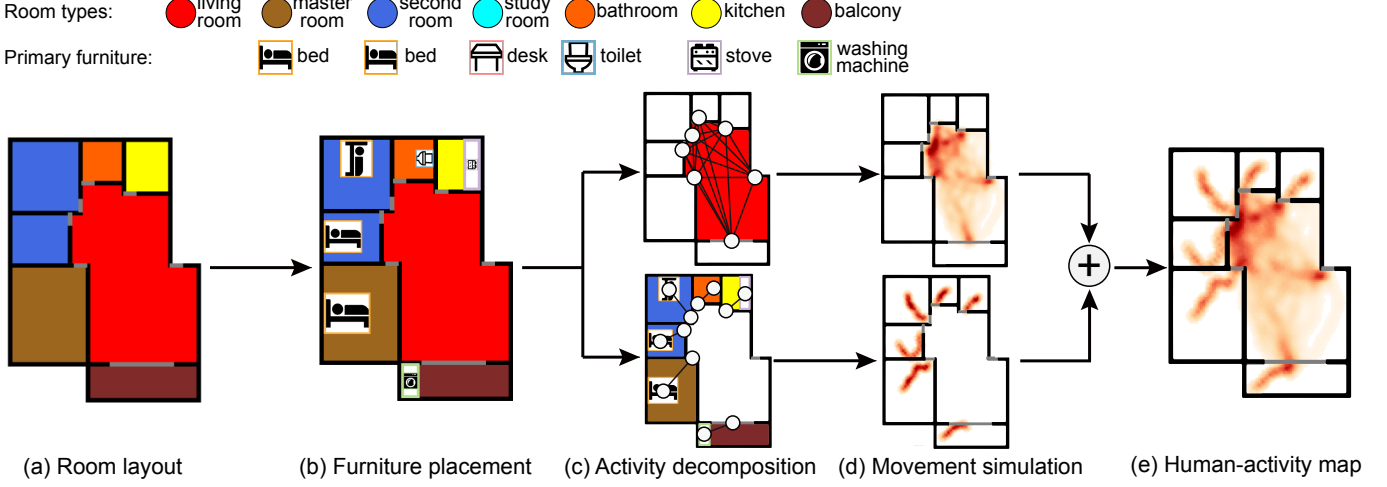 Room types: living room master room second room study room bathroom kitchen balcony
Primary furniture: bed bed desk toilet stove washing machine
(a) Room layout (b) Furniture placement (c) Activity decomposition (d) Movement simulation (e) Human-activity map